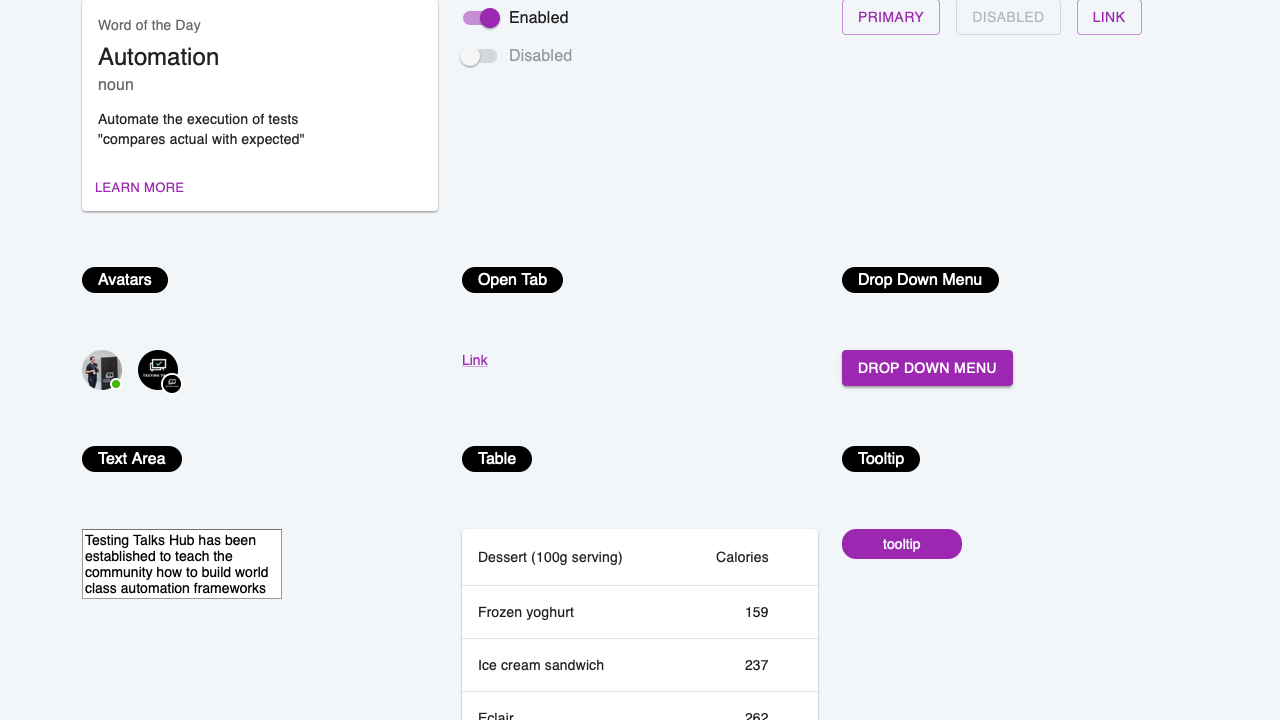 Word of the Day
Automation
noun
Automate the execution of tests
"compares actual with expected"
LEARN MORE
Enabled
Disabled
PRIMARY
DISABLED
LINK
Avatars
Open Tab
Link
Drop Down Menu
DROP DOWN MENU
Text Area
Testing Talks Hub has been
established to teach the
community how to build world
class automation frameworks
Table
Dessert (100g serving) Calories
Frozen yoghurt 159
Ice cream sandwich 237
Eclair 262
Tooltip
tooltip